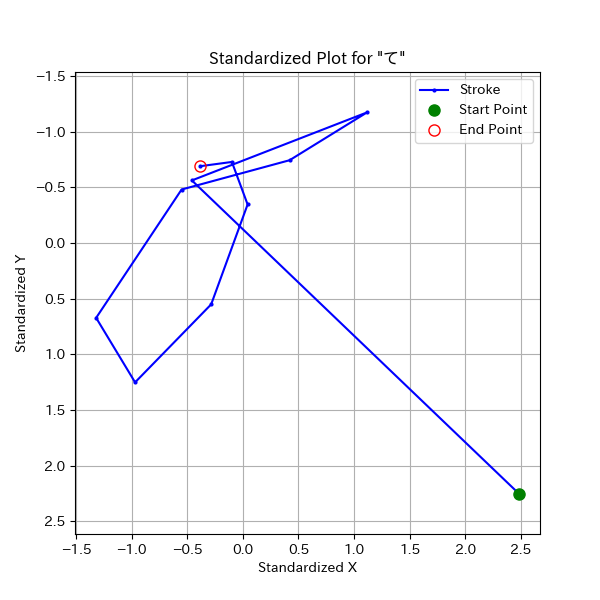 Standardized Plot for "て"
Stroke
Start Point
End Point
−1.5
−1.0
−0.5
0.0
0.5
1.0
1.5
2.0
2.5
Standardized Y
−1.5 −1.0 −0.5 0.0 0.5 1.0 1.5 2.0 2.5
Standardized X